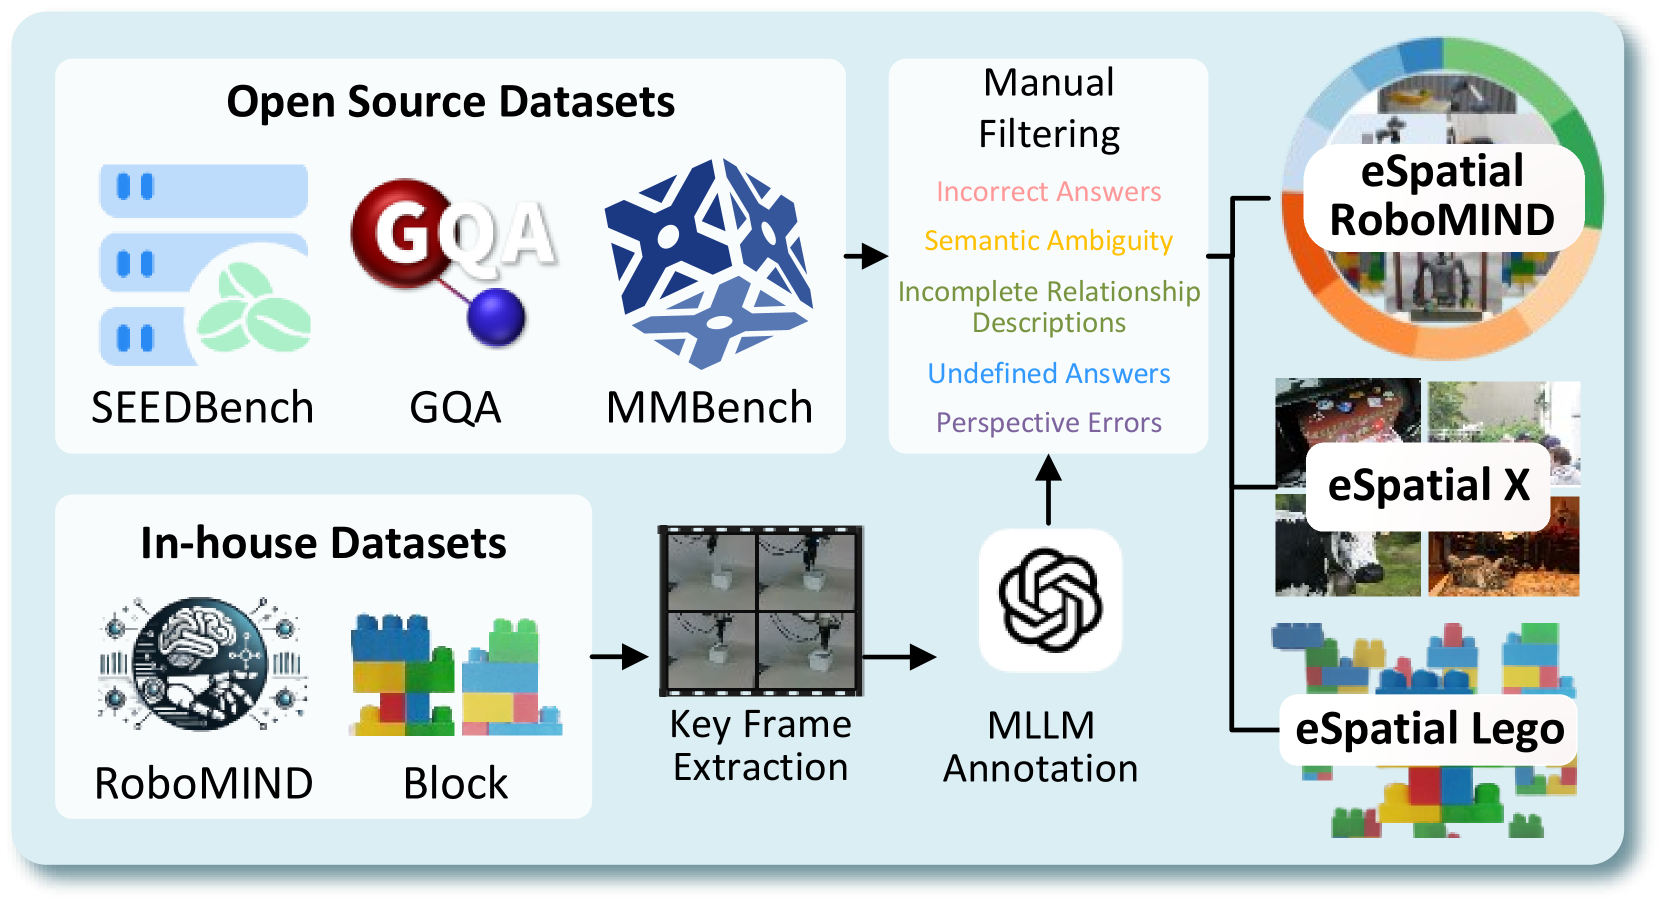 Open Source Datasets
GQA
SEEDBench
GQA
MMBench
Manual
Filtering
Incorrect Answers
Semantic Ambiguity
Incomplete Relationship
Descriptions
Undefined Answers
Perspective Errors
In-house Datasets
RoboMIND
Block
Key Frame
Extraction
MLLM
Annotation
eSpatial
RoboMIND
eSpatial X
eSpatial Lego